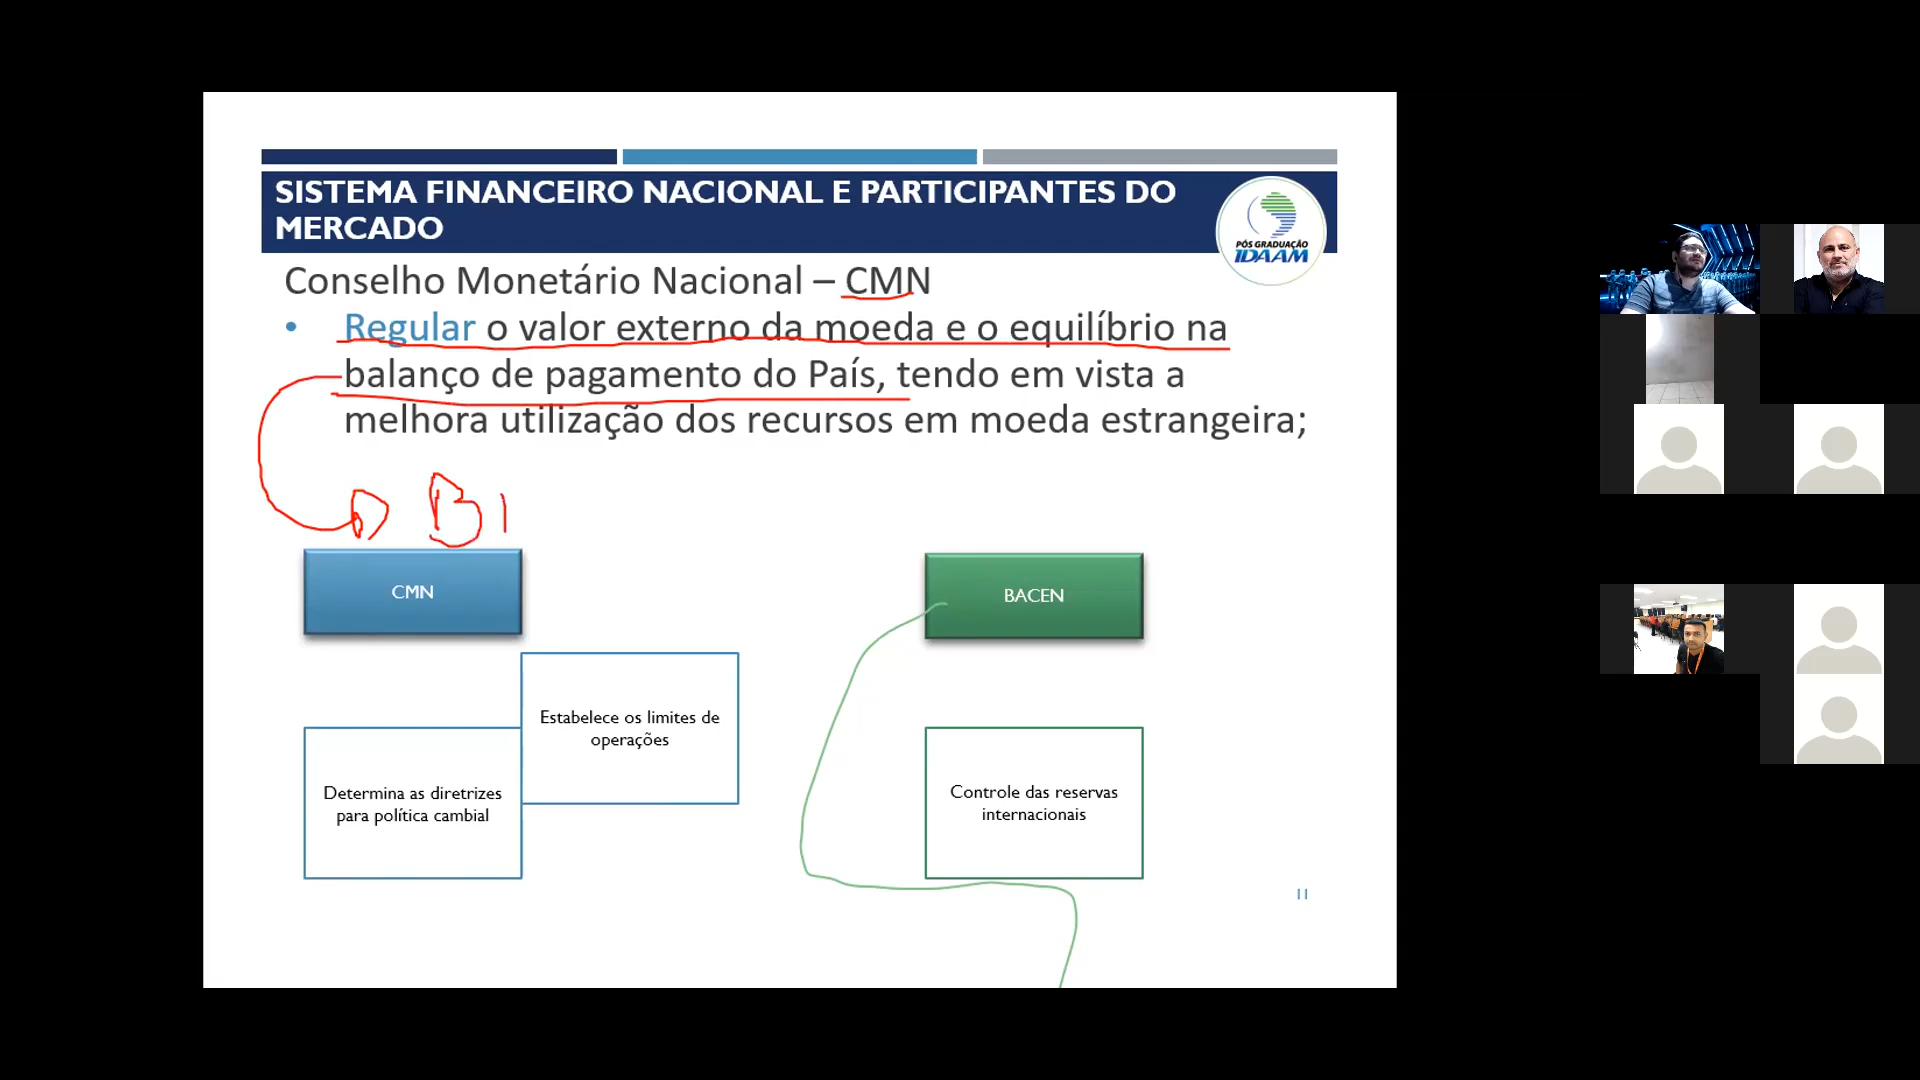 SISTEMA FINANCEIRO NACIONAL E PARTICIPANTES DO
MERCADO
PÓS GRADUAÇÃO
IDAAM
Conselho Monetário Nacional – CMN
• Regular o valor externo da moeda e o equilíbrio na
balanço de pagamento do País, tendo em vista a
melhora utilização dos recursos em moeda estrangeira;
CMN
BACEN
Estabelece os limites de
operações
Determina as diretrizes
para política cambial
Controle das reservas
internacionais
11